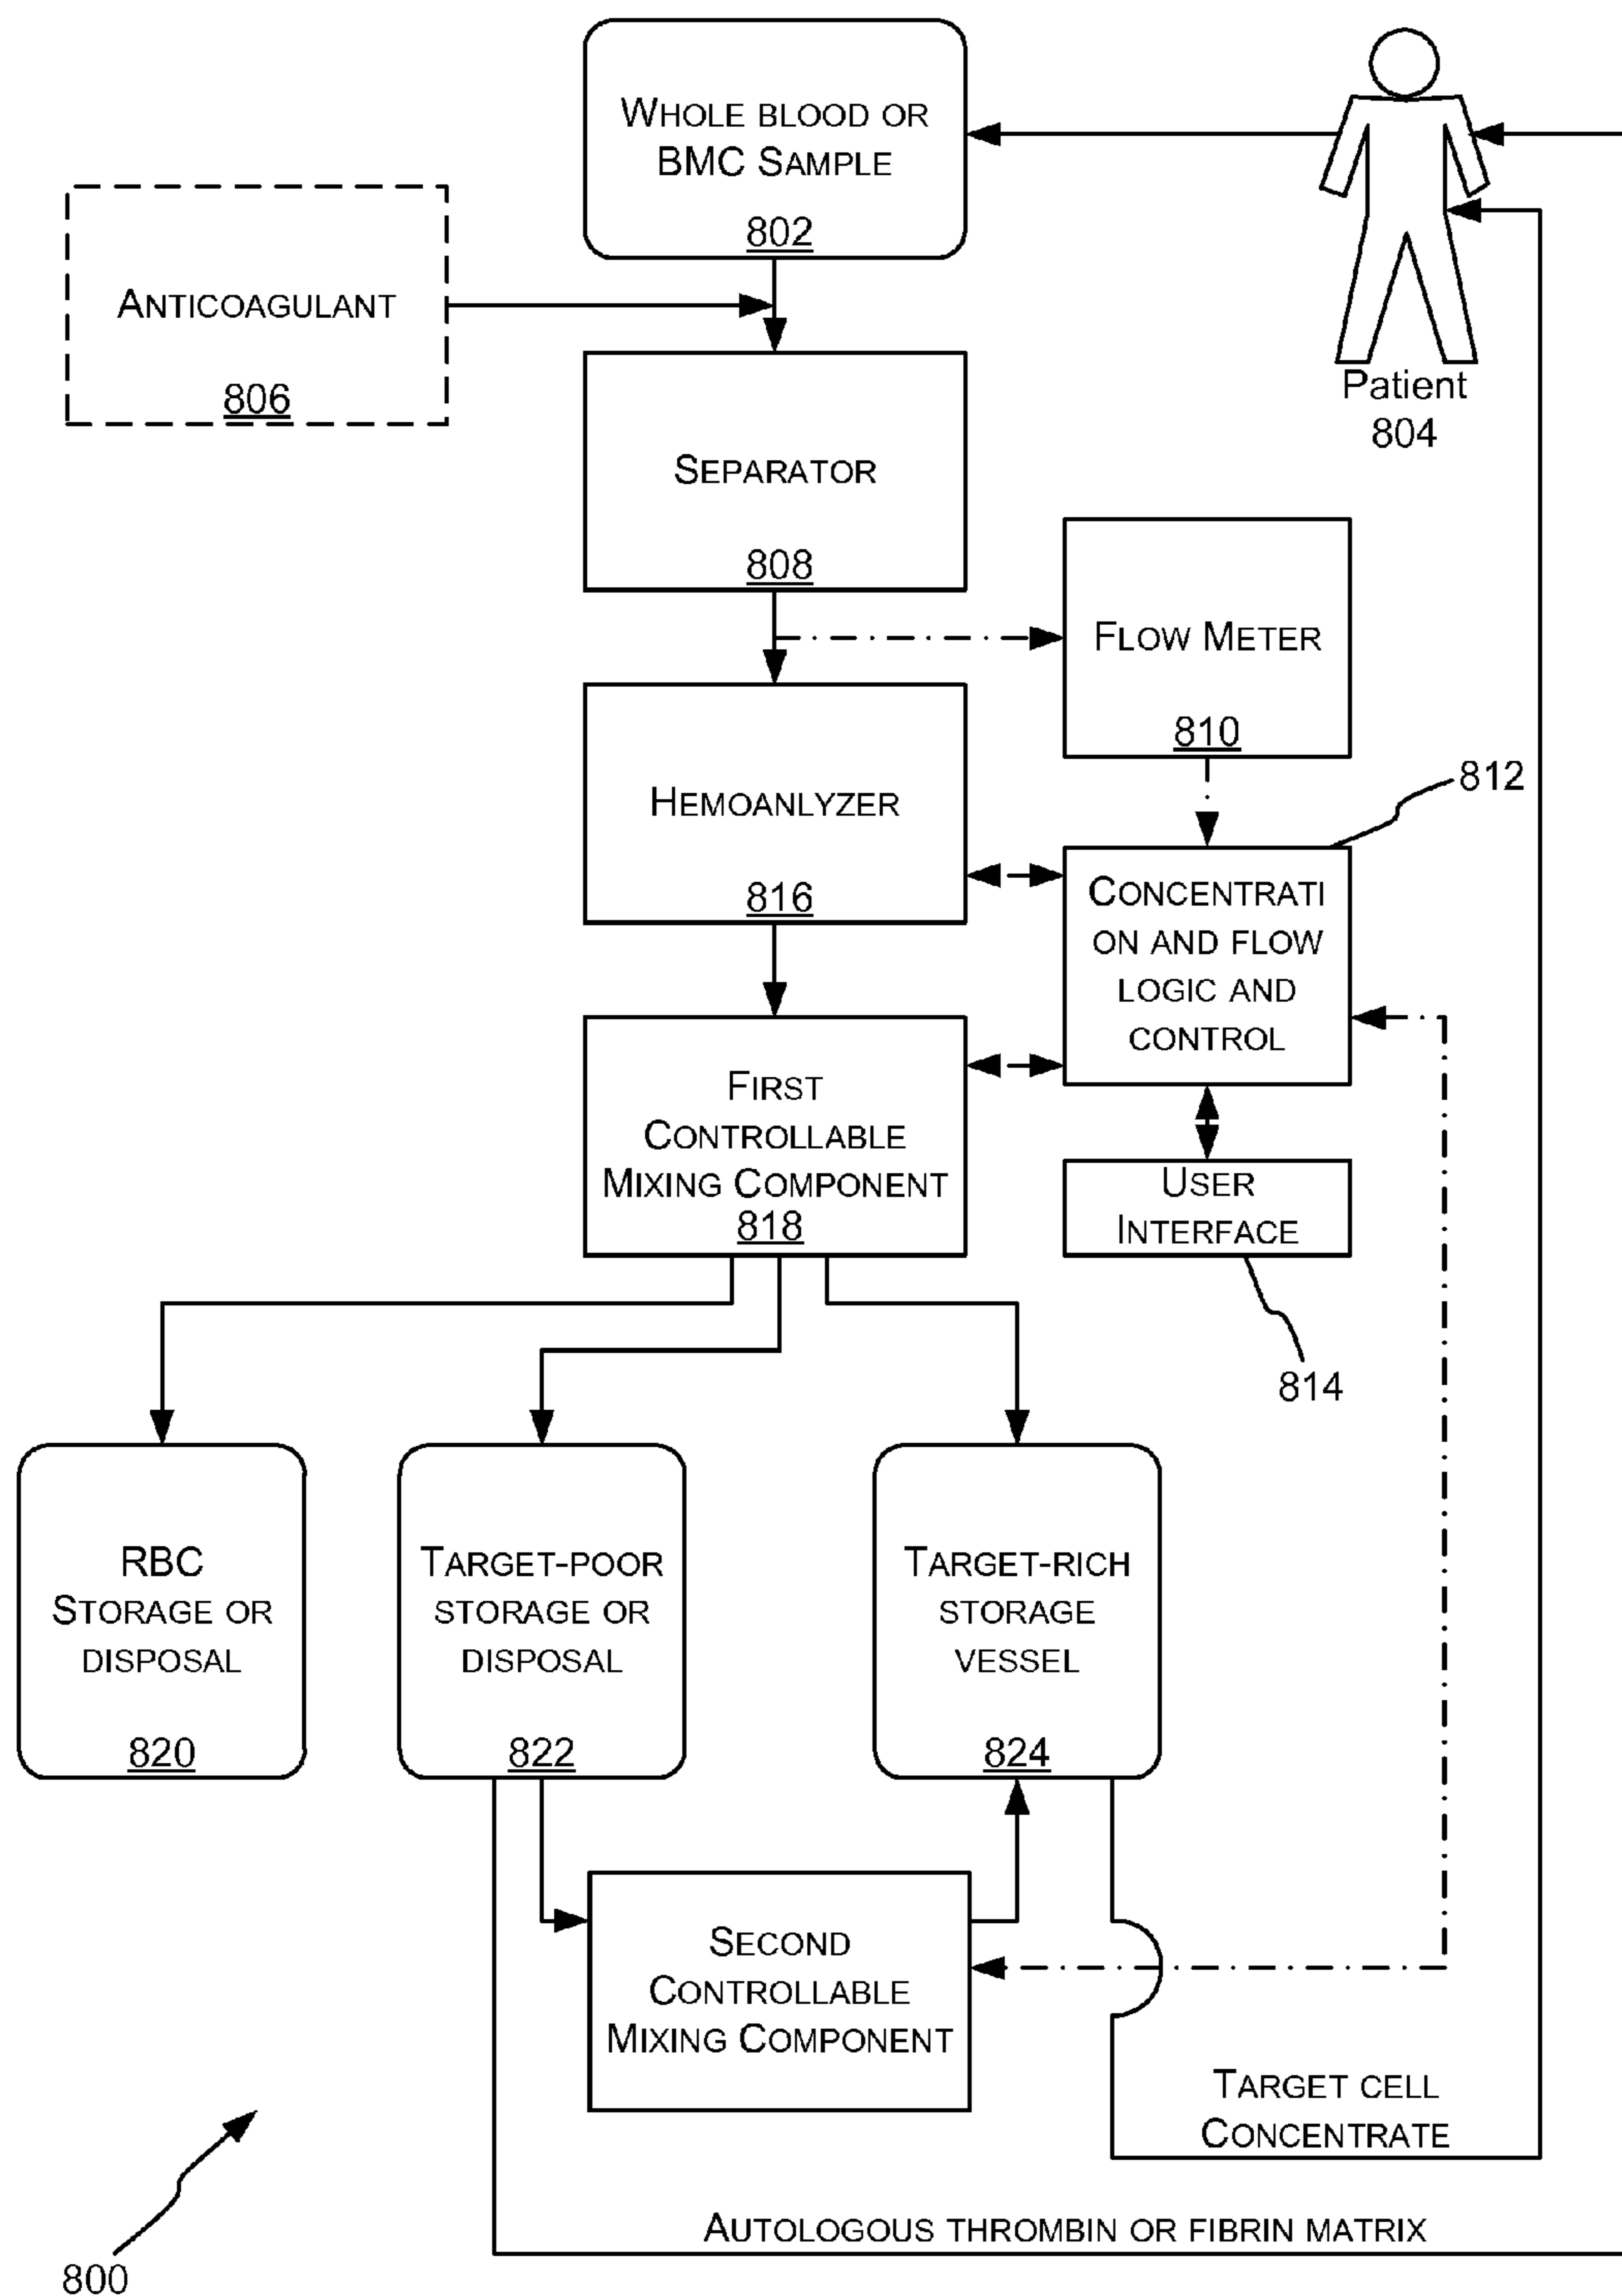 WHOLE BLOOD OR
BMC SAMPLE
802
ANTICOAGULANT
806
Patient
804
SEPARATOR
808
FLOW METER
810
812
HEMOANLYZER
816
CONCENTRATI
ON AND FLOW
LOGIC AND
CONTROL
FIRST
CONTROLLABLE
MIXING COMPONENT
818
USER
INTERFACE
814
RBC
STORAGE OR
DISPOSAL
820
TARGET-POOR
STORAGE OR
DISPOSAL
822
TARGET-RICH
STORAGE
VESSEL
824
SECOND
CONTROLLABLE
MIXING COMPONENT
TARGET CELL
CONCENTRATE
AUTOLOGOUS THROMBIN OR FIBRIN MATRIX
800